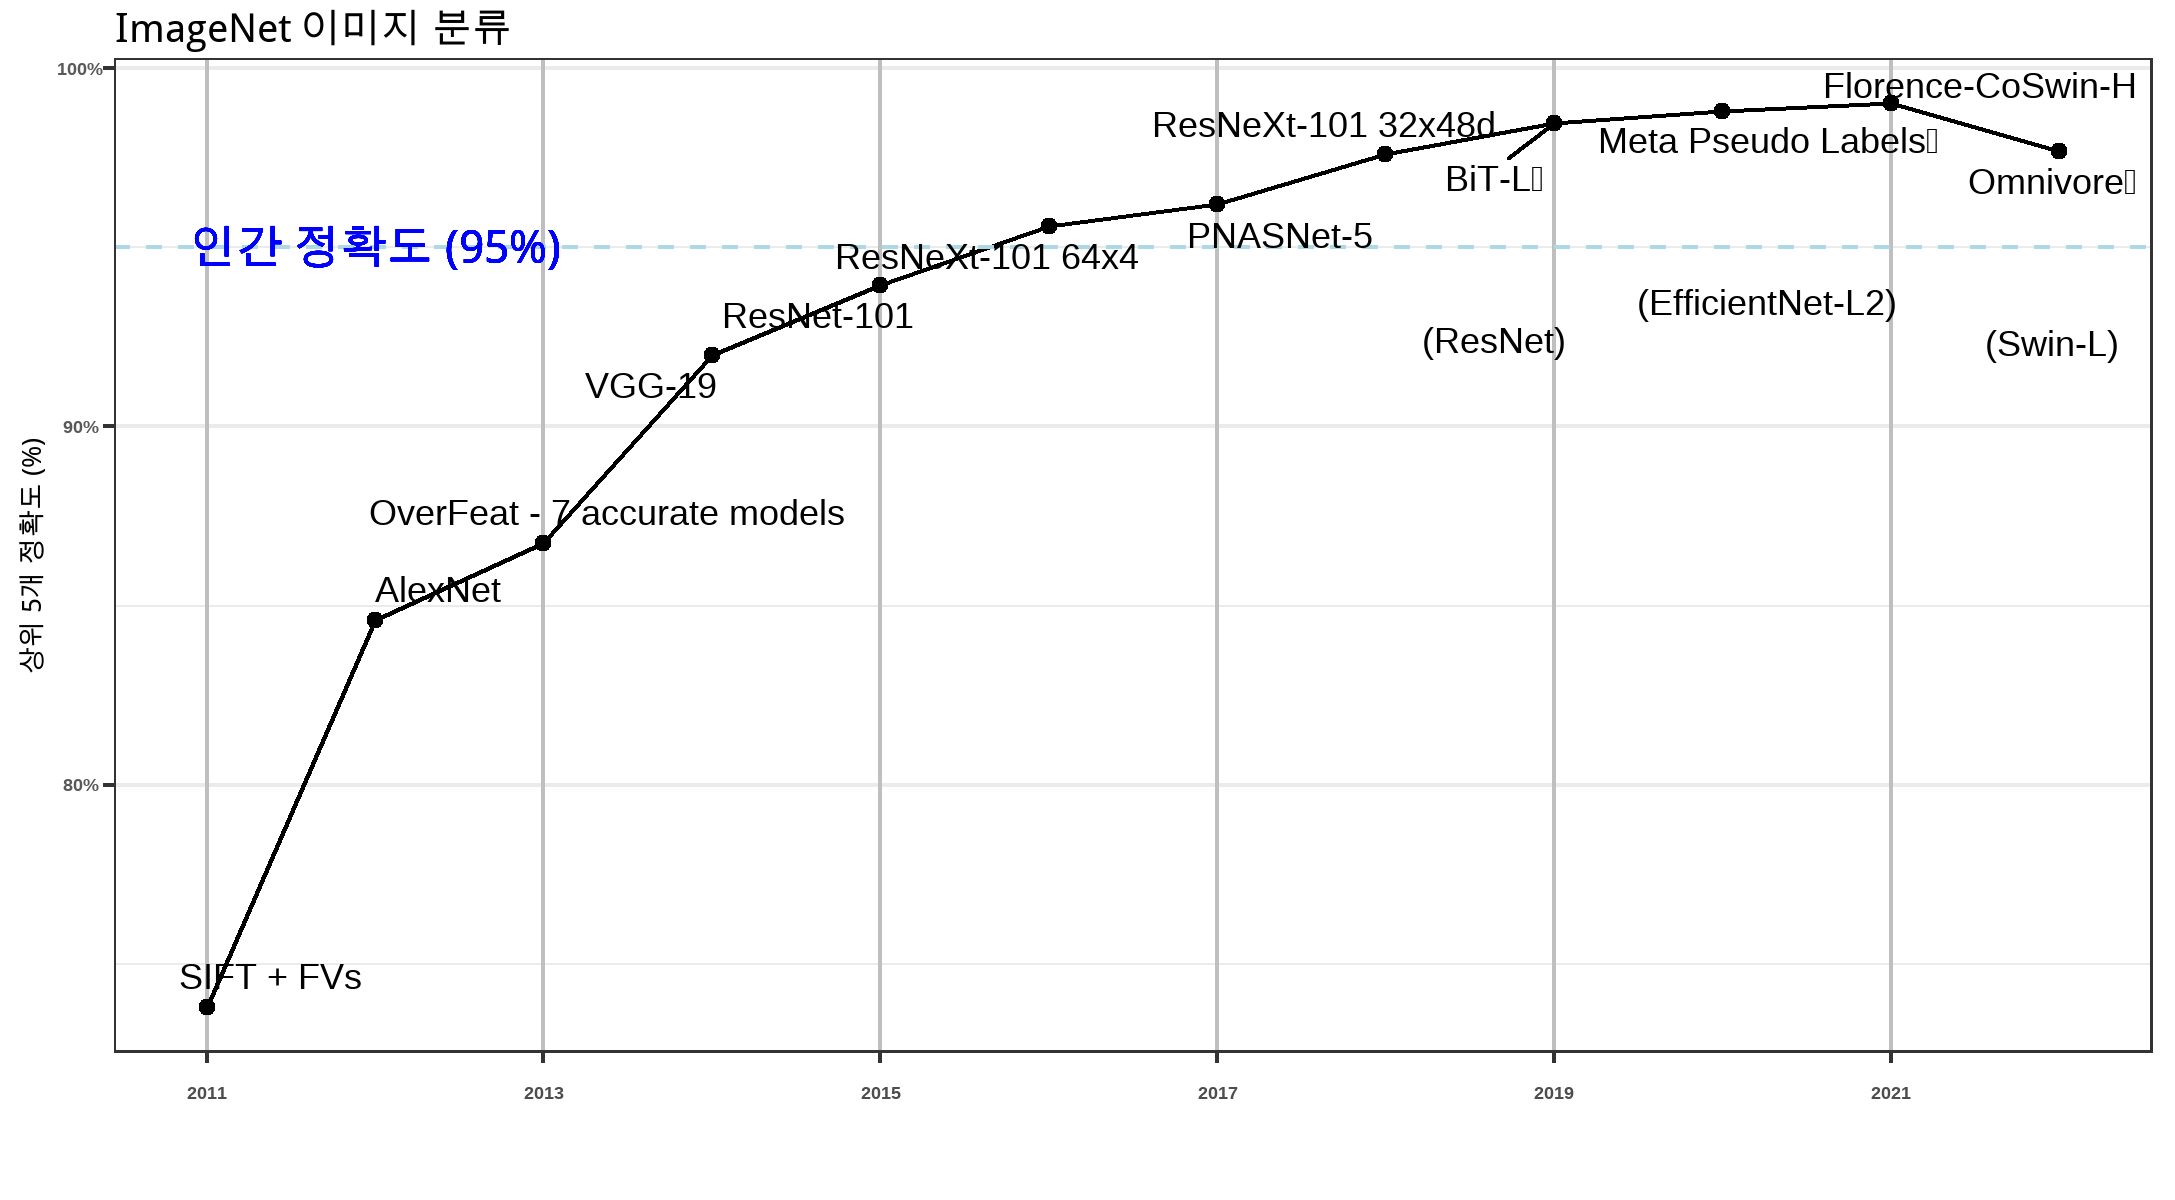 ImageNet 이미지 분류
100%
90%
80%
상위 5개 정확도 (%)
인간 정확도 (95%)
SIFT + FVs
AlexNet
OverFeat - 7 accurate models
VGG-19
ResNet-101
ResNeXt-101 64x4
PNASNet-5
ResNeXt-101 32x48d
BiT-L
(ResNet)
Meta Pseudo Labels
(EfficientNet-L2)
Florence-CoSwin-H
Omnivore
(Swin-L)
2011
2013
2015
2017
2019
2021